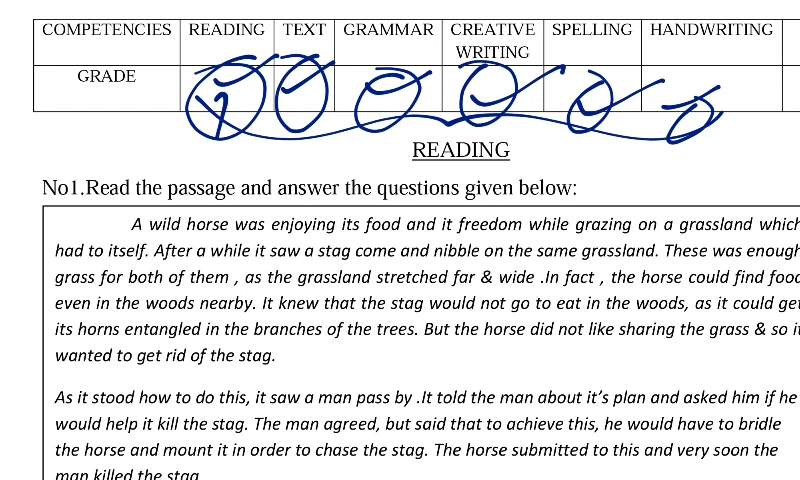 COMPETENCIES READING TEXT GRAMMAR CREATIVE WRITING SPELLING HANDWRITING
GRADE
READING
No1.Read the passage and answer the questions given below:
A wild horse was enjoying its food and it freedom while grazing on a grassland which
had to itself. After a while it saw a stag come and nibble on the same grassland. These was enough
grass for both of them , as the grassland stretched far & wide .In fact , the horse could find food
even in the woods nearby. It knew that the stag would not go to eat in the woods, as it could get
its horns entangled in the branches of the trees. But the horse did not like sharing the grass & so it
wanted to get rid of the stag.
As it stood how to do this, it saw a man pass by .It told the man about it's plan and asked him if he
would help it kill the stag. The man agreed, but said that to achieve this, he would have to bridle
the horse and mount it in order to chase the stag. The horse submitted to this and very soon the
man killed the stag